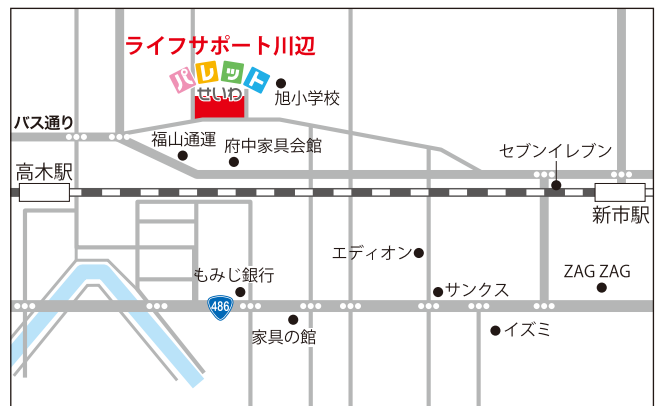 ライフサポート川辺
パレット
せいわ
旭小学校
バス通り
福山通運
府中家具会館
セブンイレブン
高木駅
新市駅
エディオン
もみじ銀行
ZAG ZAG
サンクス
486
家具の館
イズミ